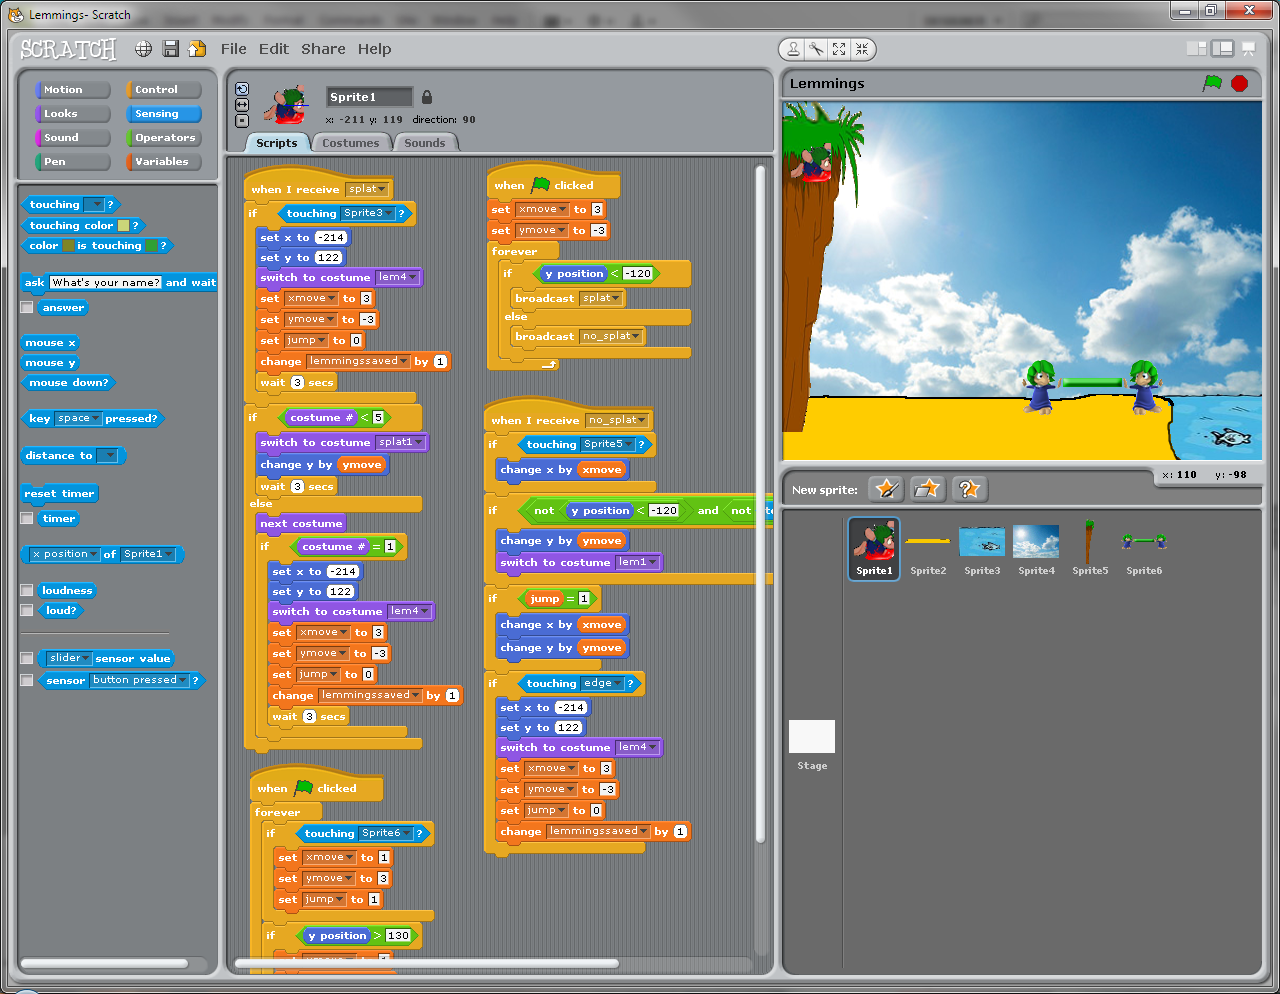 Lemmings- Scratch
SCRATCH File Edit Share Help
Motion Control
Looks Sensing
Sound Operators
Pen Variables
touching ?
touching color ?
color is touching ?
ask What's your name? and wait
answer
mouse x
mouse y
mouse down?
key space pressed?
distance to
reset timer
timer
x position of Sprite1
loudness
loud?
slider sensor value
sensor button pressed ?
Sprite1
x: -211 y: 119 direction: 90
Scripts Costumes Sounds
when I receive splat
if touching Sprite3 ?
set x to -214
set y to 122
switch to costume lem4
set xmove to 3
set ymove to -3
set jump to 0
change lemmingssaved by 1
wait 3 secs
if costume # < 5
switch to costume splat1
change y by ymove
wait 3 secs
else
next costume
if costume # = 1
set x to -214
set y to 122
switch to costume lem4
set xmove to 3
set ymove to -3
set jump to 0
change lemmingssaved by 1
wait 3 secs
when clicked
forever
if touching Sprite6 ?
set xmove to 1
set ymove to 3
set jump to 1
if y position > 130
when clicked
set xmove to 3
set ymove to -3
forever
if y position < -120
broadcast splat
else
broadcast no_splat
when I receive no_splat
if touching Sprite5 ?
change x by xmove
if not y position < -120 and not
change y by ymove
switch to costume lem1
if jump = 1
change x by xmove
change y by ymove
if touching edge ?
set x to -214
set y to 122
switch to costume lem4
set xmove to 3
set ymove to -3
set jump to 0
change lemmingssaved by 1
Lemmings
x: 110 y: -98
New sprite:
Sprite1 Sprite2 Sprite3 Sprite4 Sprite5 Sprite6
Stage